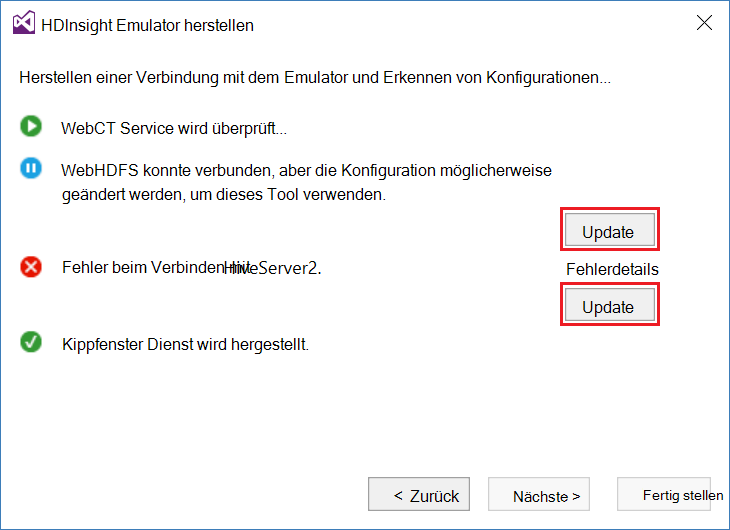 HDInsight Emulator herstellen
Herstellen einer Verbindung mit dem Emulator und Erkennen von Konfigurationen...
WebCT Service wird überprüft...
WebHDFS konnte verbunden, aber die Konfiguration möglicherweise
geändert werden, um dieses Tool verwenden.
Update
Fehler beim Verbinden mit HiveServer2.
Fehlerdetails
Update
Kippfenster Dienst wird hergestellt.
< Zurück
Nächste >
Fertig stellen